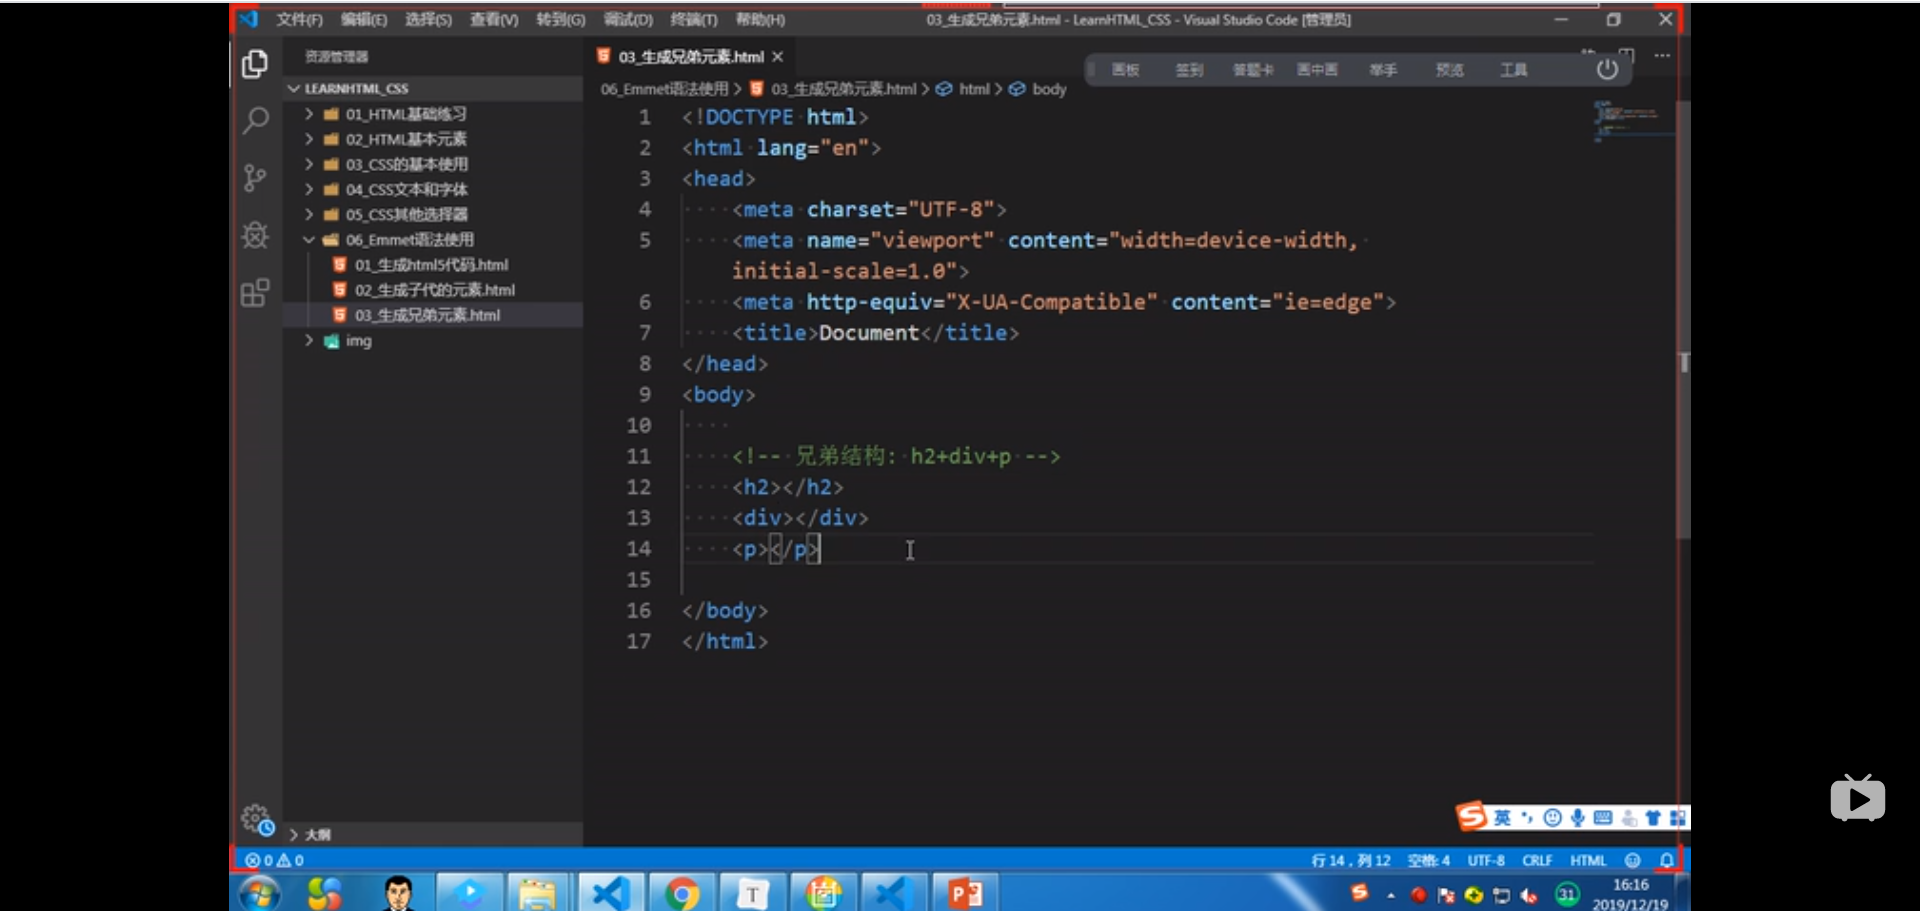 文件(F) 编辑(E) 选择(S) 查看(V) 转到(G) 调试(D) 终端(T) 帮助(H) 03_生成兄弟元素.html - LearnHTML_CSS - Visual Studio Code [管理员]
资源管理器
03_生成兄弟元素.html
画板 签到 答题卡 画中画 举手 预览 工具
LEARNHTML_CSS
06_Emmet语法使用 > 03_生成兄弟元素.html > html > body
01_HTML基础练习
02_HTML基本元素
03_CSS的基本使用
04_CSS文本和字体
05_CSS其他选择器
06_Emmet语法使用
01_生成html5代码.html
02_生成子代的元素.html
03_生成兄弟元素.html
img
1 <!DOCTYPE html>
2 <html lang="en">
3 <head>
4 <meta charset="UTF-8">
5 <meta name="viewport" content="width=device-width,
initial-scale=1.0">
6 <meta http-equiv="X-UA-Compatible" content="ie=edge">
7 <title>Document</title>
8 </head>
9 <body>
10
11 <!-- 兄弟结构: h2+div+p -->
12 <h2></h2>
13 <div></div>
14 <p></p>
15
16 </body>
17 </html>
英
大纲
0 0 行 14，列 12 空格: 4 UTF-8 CRLF HTML
T
31
16:16
2019/12/19